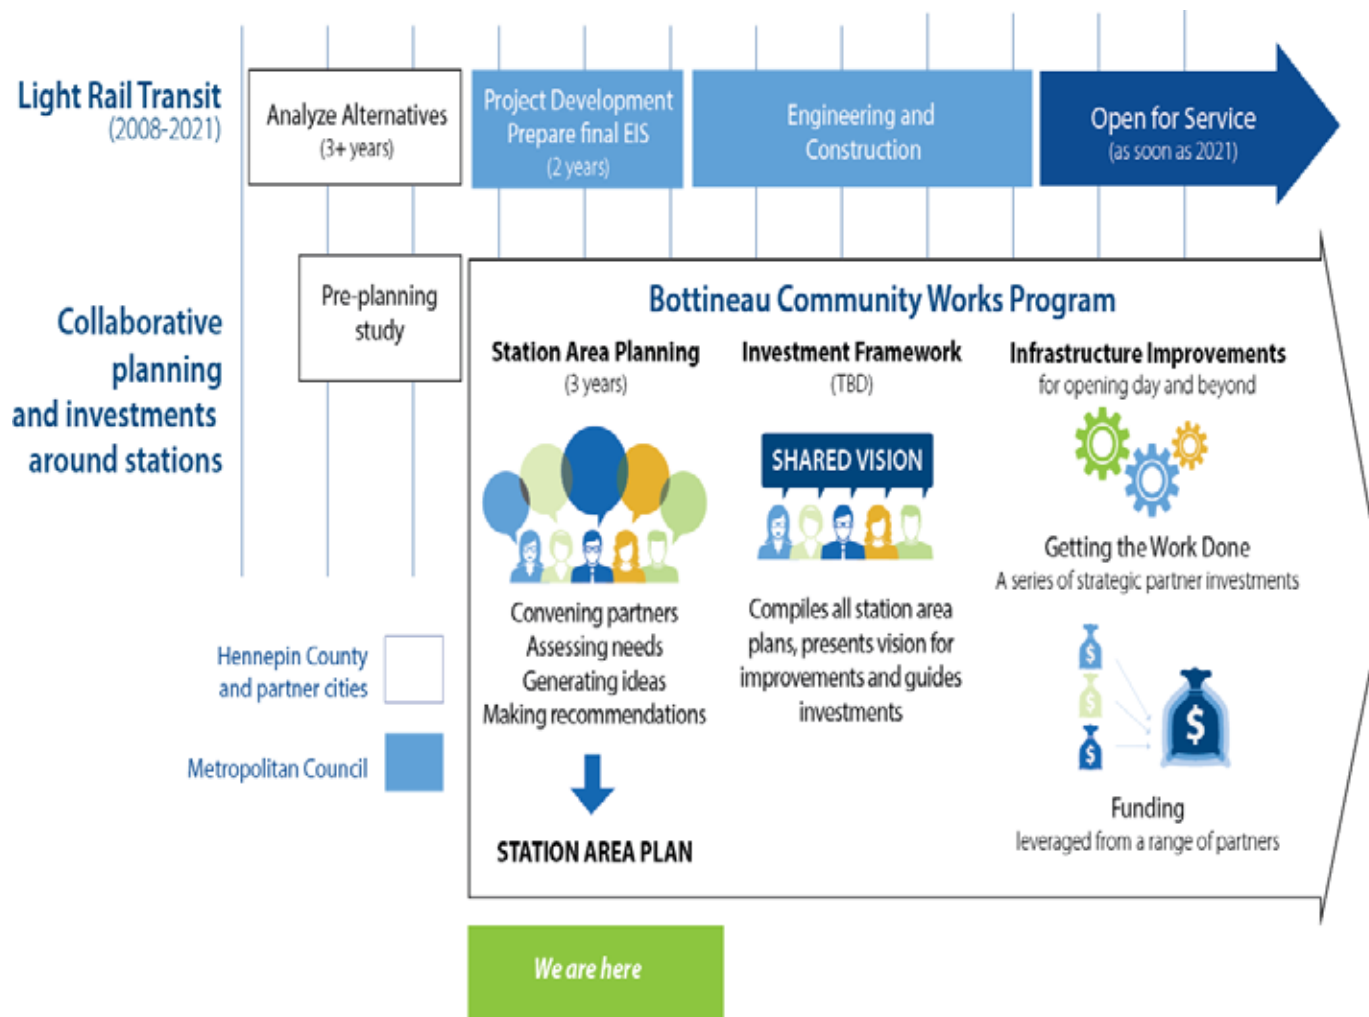 Light Rail Transit
(2008-2021)
Analyze Alternatives
(3+ years)
Project Development
Prepare final EIS
(2 years)
Engineering and
Construction
Open for Service
(as soon as 2021)
Collaborative
planning
and investments
around stations
Pre-planning
study
Bottineau Community Works Program
Station Area Planning
(3 years)
Convening partners
Assessing needs
Generating ideas
Making recommendations
STATION AREA PLAN
Investment Framework
(TBD)
SHARED VISION
Compiles all station area
plans, presents vision for
improvements and guides
investments
Infrastructure Improvements
for opening day and beyond
Getting the Work Done
A series of strategic partner investments
$
$
$
$
Funding
leveraged from a range of partners
Hennepin County
and partner cities
Metropolitan Council
We are here